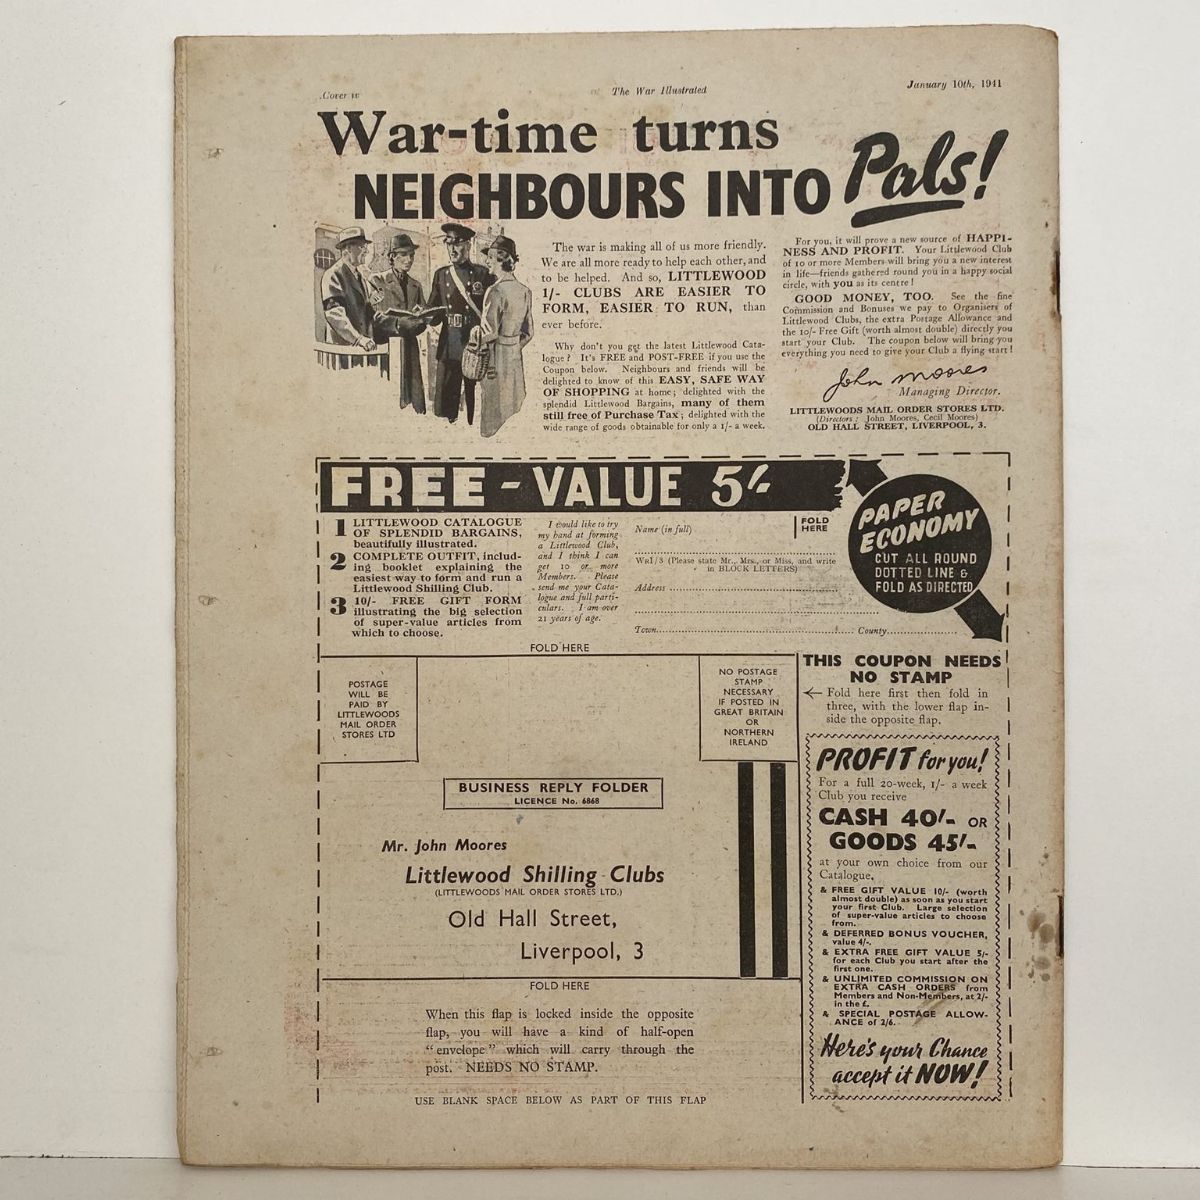 Cover iv
The War Illustrated
January 10th, 1941
War-time turns
NEIGHBOURS INTO Pals!
The war is making all of us more friendly.
We are all more ready to help each other, and
to be helped. And so, LITTLEWOOD
1/- CLUBS ARE EASIER TO
FORM, EASIER TO RUN, than
ever before.
Why don't you get the latest Littlewood Cata-
logue? It's FREE and POST-FREE if you use the
Coupon below. Neighbours and friends will be
delighted to know of this EASY, SAFE WAY
OF SHOPPING at home; delighted with the
splendid Littlewood Bargains, many of them
still free of Purchase Tax; delighted with the
wide range of goods obtainable for only a 1/- a week.
For you, it will prove a new source of HAPPI-
NESS AND PROFIT. Your Littlewood Club
of 10 or more Members will bring you a new interest
in life—friends gathered round you in a happy social
circle, with you as its centre!
GOOD MONEY, TOO. See the fine
Commission and Bonuses we pay to Organisers of
Littlewood Clubs, the extra Postage Allowance and
the 10/- Free Gift (worth almost double) directly you
start your Club. The coupon below will bring you
everything you need to give your Club a flying start!
John Moores
Managing Director.
LITTLEWOODS MAIL ORDER STORES LTD.
(Directors: John Moores, Cecil Moores)
OLD HALL STREET, LIVERPOOL, 3.
FREE - VALUE 5/-
1 LITTLEWOOD CATALOGUE
OF SPLENDID BARGAINS,
beautifully illustrated.
2 COMPLETE OUTFIT, includ-
ing booklet explaining the
easiest way to form and run a
Littlewood Shilling Club.
3 10/- FREE GIFT FORM
illustrating the big selection
of super-value articles from
which to choose.
I would like to try
my hand at forming
a Littlewood Club,
and I think I can
get 10 or more
Members. Please
send me your Cata-
logue and full parti-
culars. I am over
21 years of age.
Name (in full)
FOLD
HERE
WRI/3 (Please state Mr., Mrs., or Miss, and write
in BLOCK LETTERS)
Address
Town County
PAPER
ECONOMY
CUT ALL ROUND
DOTTED LINE &
FOLD AS DIRECTED
FOLD HERE
POSTAGE
WILL BE
PAID BY
LITTLEWOODS
MAIL ORDER
STORES LTD
NO POSTAGE
STAMP
NECESSARY
IF POSTED IN
GREAT BRITAIN
OR
NORTHERN
IRELAND
BUSINESS REPLY FOLDER
LICENCE No. 6868
Mr. John Moores
Littlewood Shilling Clubs
(LITTLEWOODS MAIL ORDER STORES LTD.)
Old Hall Street,
Liverpool, 3
FOLD HERE
When this flap is locked inside the opposite
flap, you will have a kind of half-open
"envelope" which will carry through the
post. NEEDS NO STAMP.
USE BLANK SPACE BELOW AS PART OF THIS FLAP
THIS COUPON NEEDS
NO STAMP
← Fold here first then fold in
three, with the lower flap in-
side the opposite flap.
PROFIT for you!
For a full 20-week, 1/- a week
Club you receive
CASH 40/- OR
GOODS 45/-
at your own choice from our
Catalogue,
& FREE GIFT VALUE 10/- (worth
almost double) as soon as you start
your first Club. Large selection
of super-value articles to choose
from.
& DEFERRED BONUS VOUCHER,
value 4/-.
& EXTRA FREE GIFT VALUE 5/-
for each Club you start after the
first one.
& UNLIMITED COMMISSION ON
EXTRA CASH ORDERS from
Members and Non-Members, at 2/-
in the £.
& SPECIAL POSTAGE ALLOW-
ANCE of 2/6.
Here's your Chance
accept it NOW!